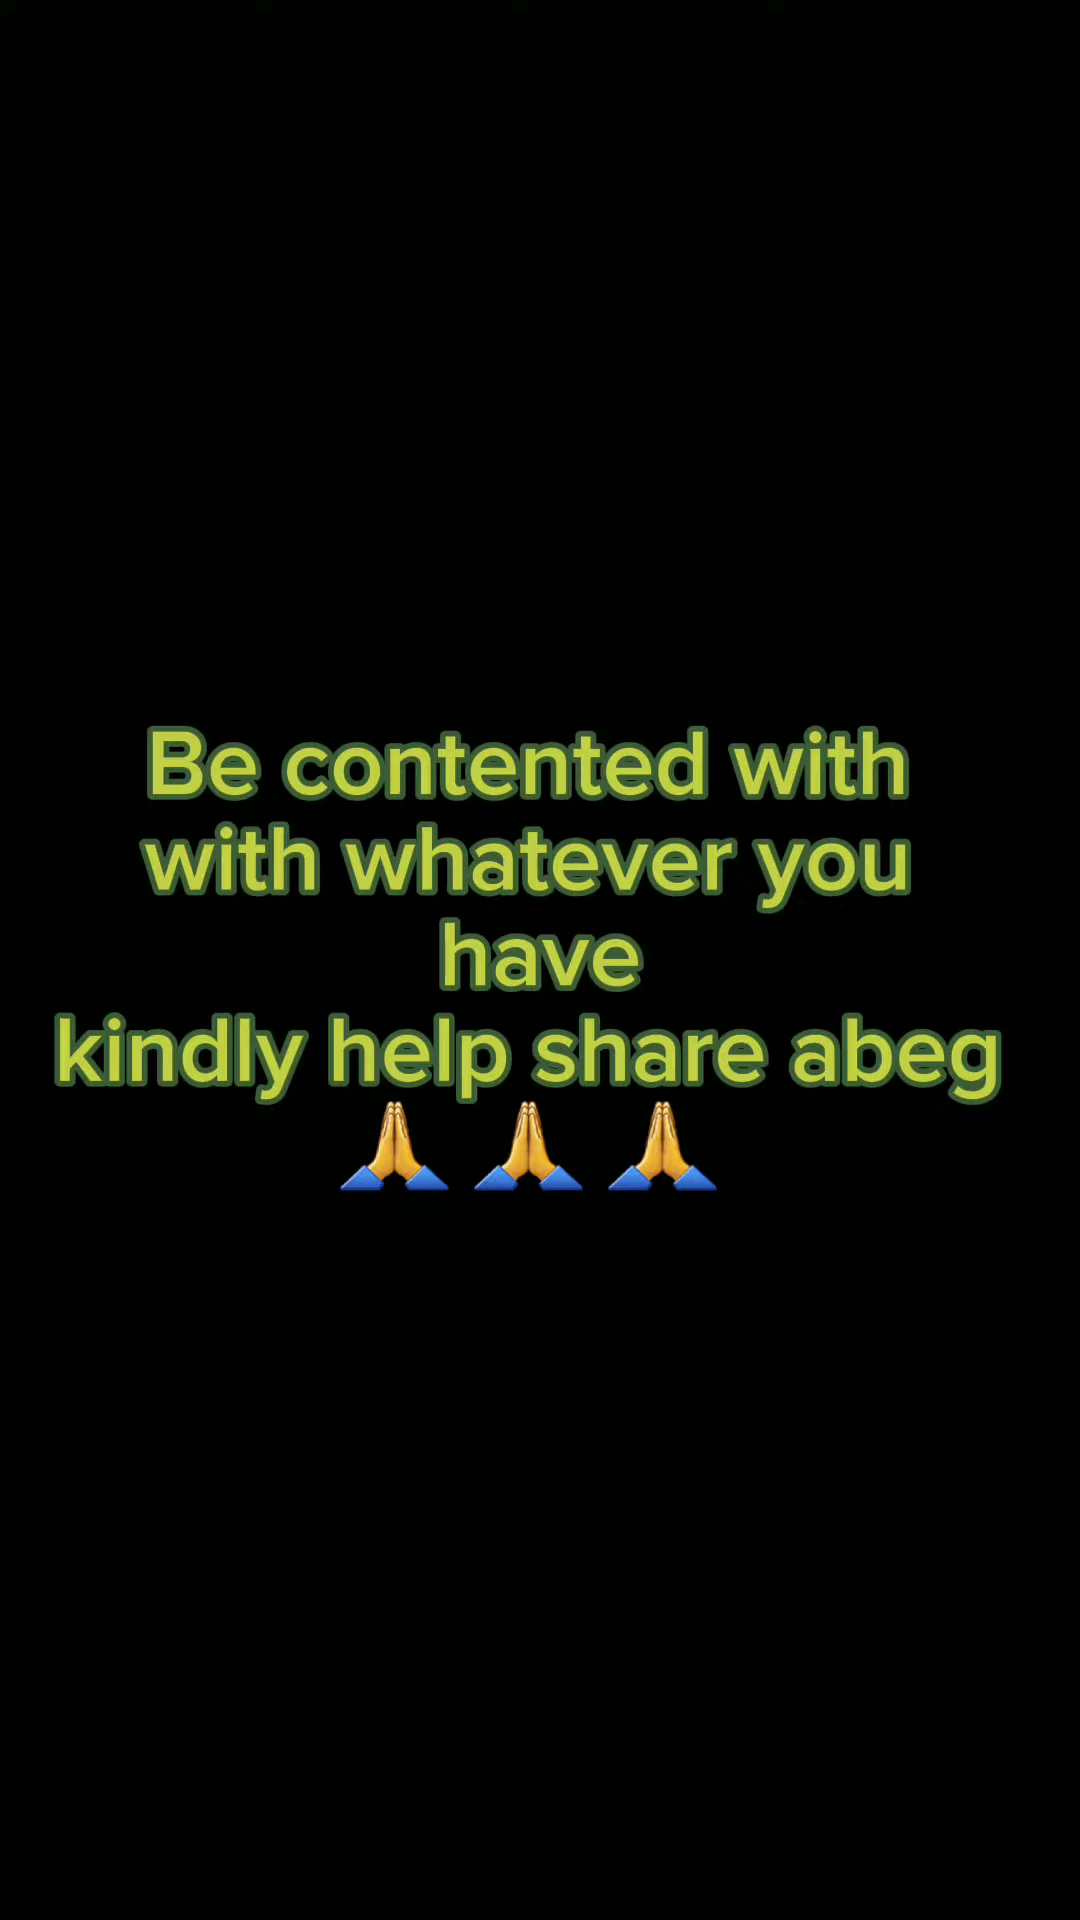 Be contented with
with whatever you
have
kindly help share abeg
🙏🙏🙏